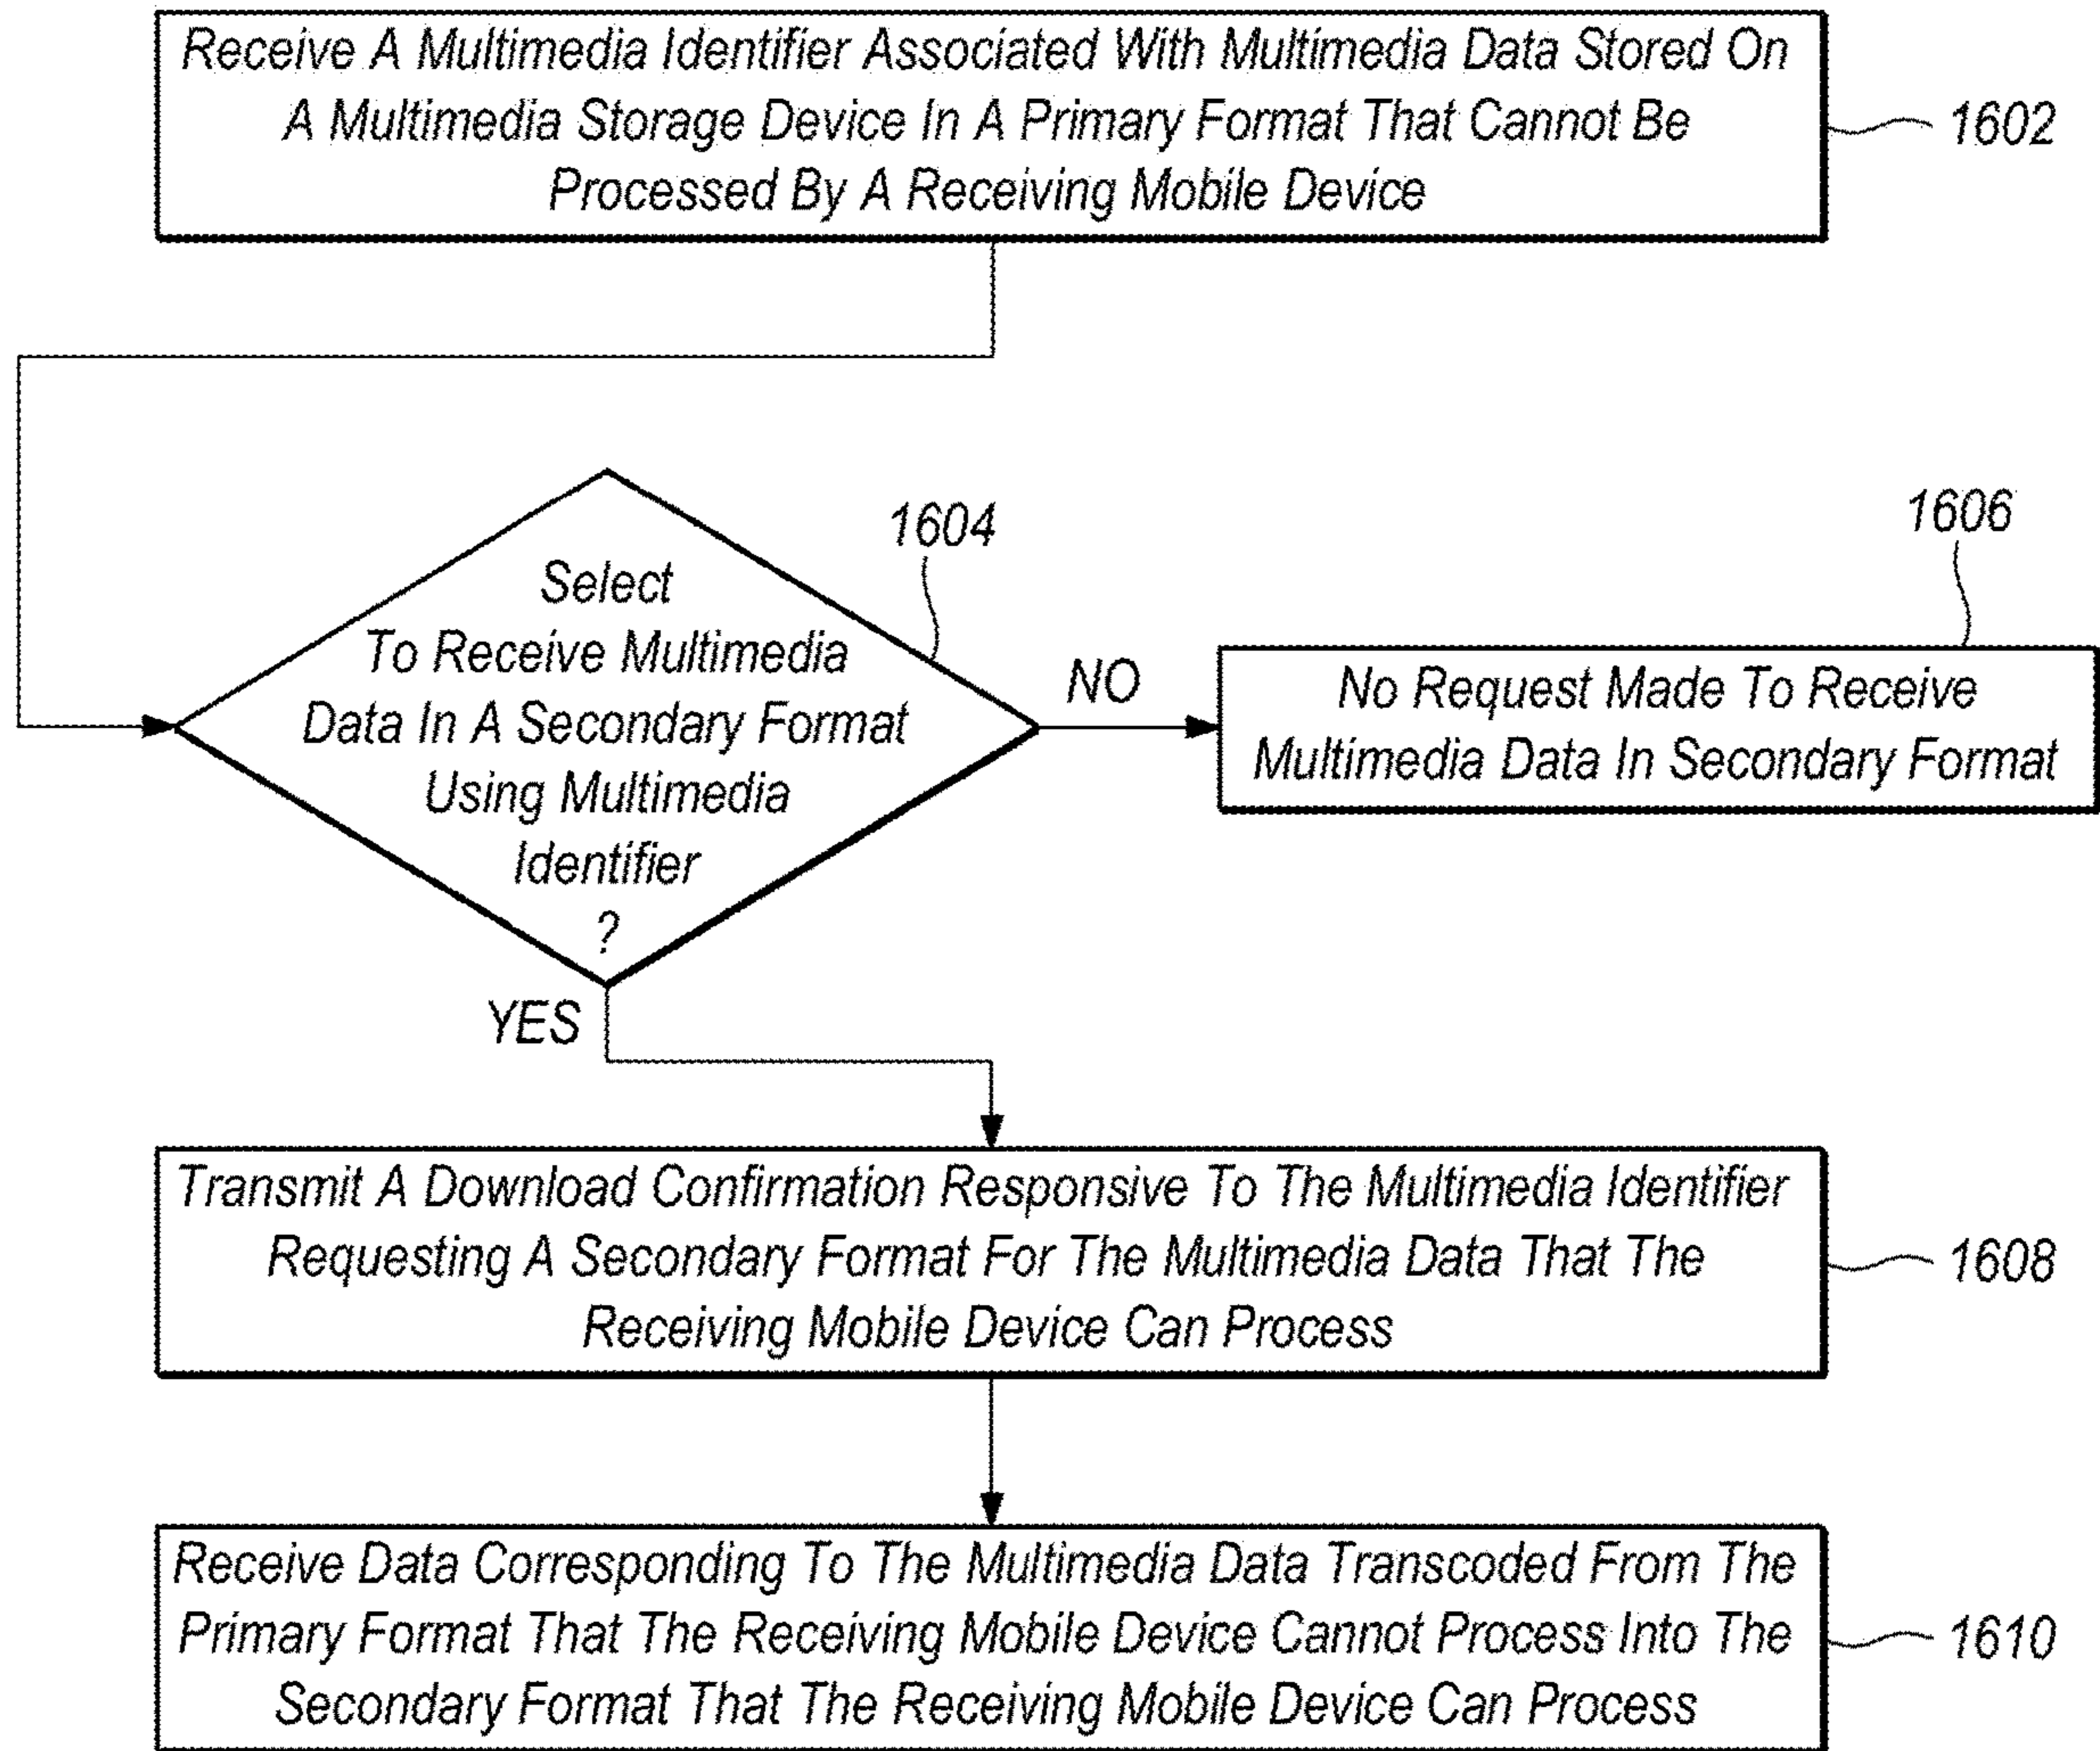 Receive A Multimedia Identifier Associated With Multimedia Data Stored On
A Multimedia Storage Device In A Primary Format That Cannot Be
Processed By A Receiving Mobile Device
1602
Select
To Receive Multimedia
Data In A Secondary Format
Using Multimedia
Identifier
?
1604
NO
1606
No Request Made To Receive
Multimedia Data In Secondary Format
YES
Transmit A Download Confirmation Responsive To The Multimedia Identifier
Requesting A Secondary Format For The Multimedia Data That The
Receiving Mobile Device Can Process
1608
Receive Data Corresponding To The Multimedia Data Transcoded From The
Primary Format That The Receiving Mobile Device Cannot Process Into The
Secondary Format That The Receiving Mobile Device Can Process
1610